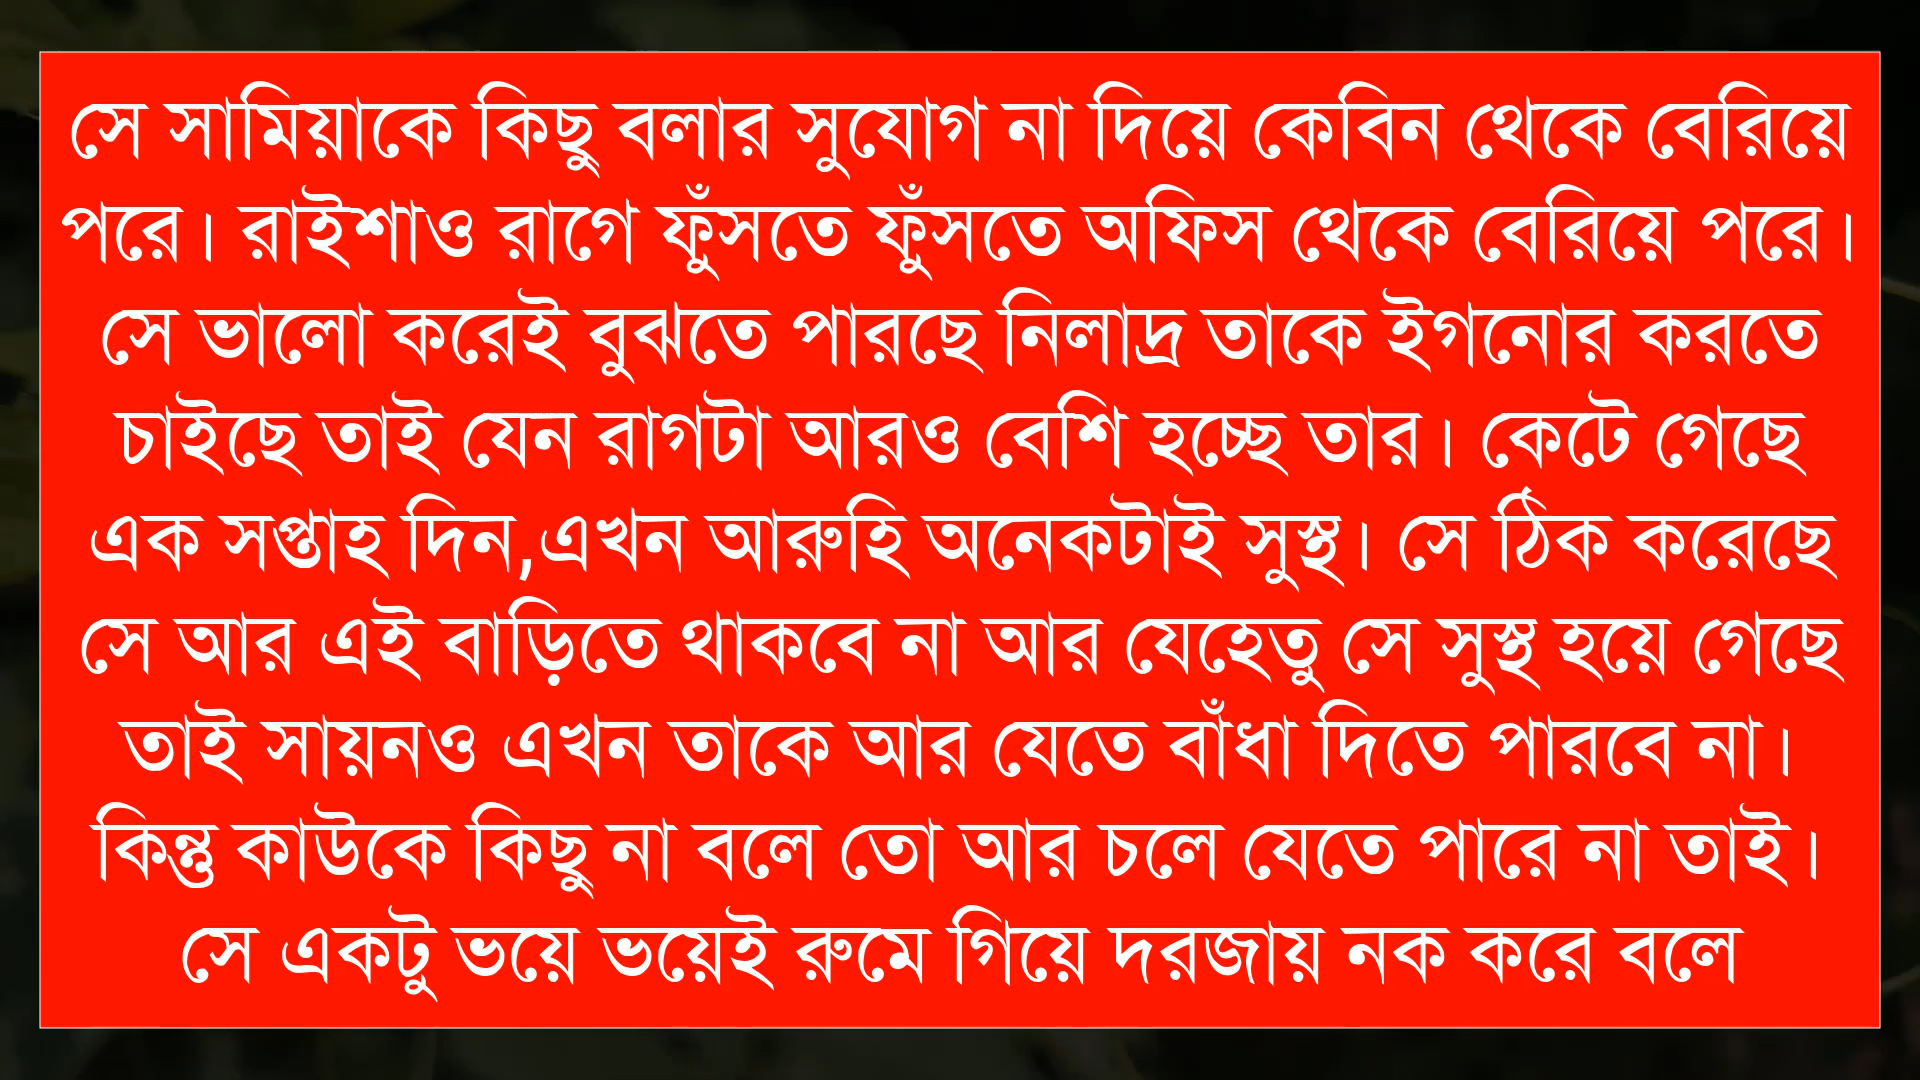 সে সামিয়াকে কিছু বলার সুযোগ না দিয়ে কেবিন থেকে বেরিয়ে
পরে। রাইশাও রাগে ফুঁসতে ফুঁসতে অফিস থেকে বেরিয়ে পরে।
সে ভালো করেই বুঝতে পারছে নিলাদ্র তাকে ইগনোর করতে
চাইছে তাই যেন রাগটা আরও বেশি হচ্ছে তার। কেটে গেছে
এক সপ্তাহ দিন,এখন আরুহি অনেকটাই সুস্থ। সে ঠিক করেছে
সে আর এই বাড়িতে থাকবে না আর যেহেতু সে সুস্থ হয়ে গেছে
তাই সায়নও এখন তাকে আর যেতে বাঁধা দিতে পারবে না।
কিন্তু কাউকে কিছু না বলে তো আর চলে যেতে পারে না তাই।
সে একটু ভয়ে ভয়েই রুমে গিয়ে দরজায় নক করে বলে